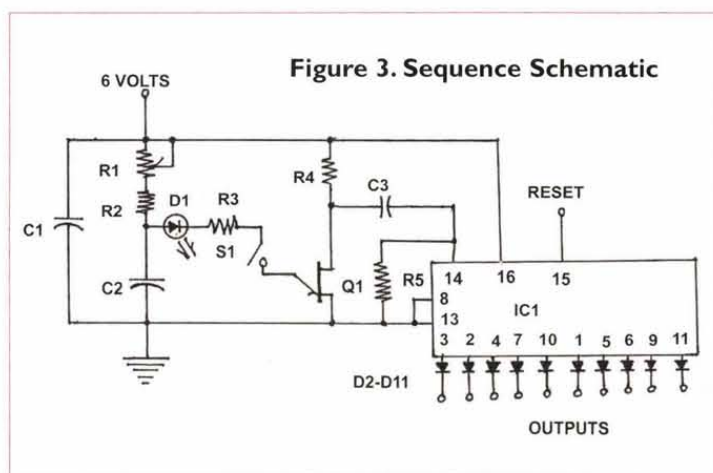 Figure 3. Sequence Schematic
6 VOLTS
R1
R4
C3
RESET
D1
R3
R2
C1
S1
14
16
15
C2
Q1
R5
8
IC1
13
3 2 4 7 10 1 5 6 9 11
D2-D11
OUTPUTS